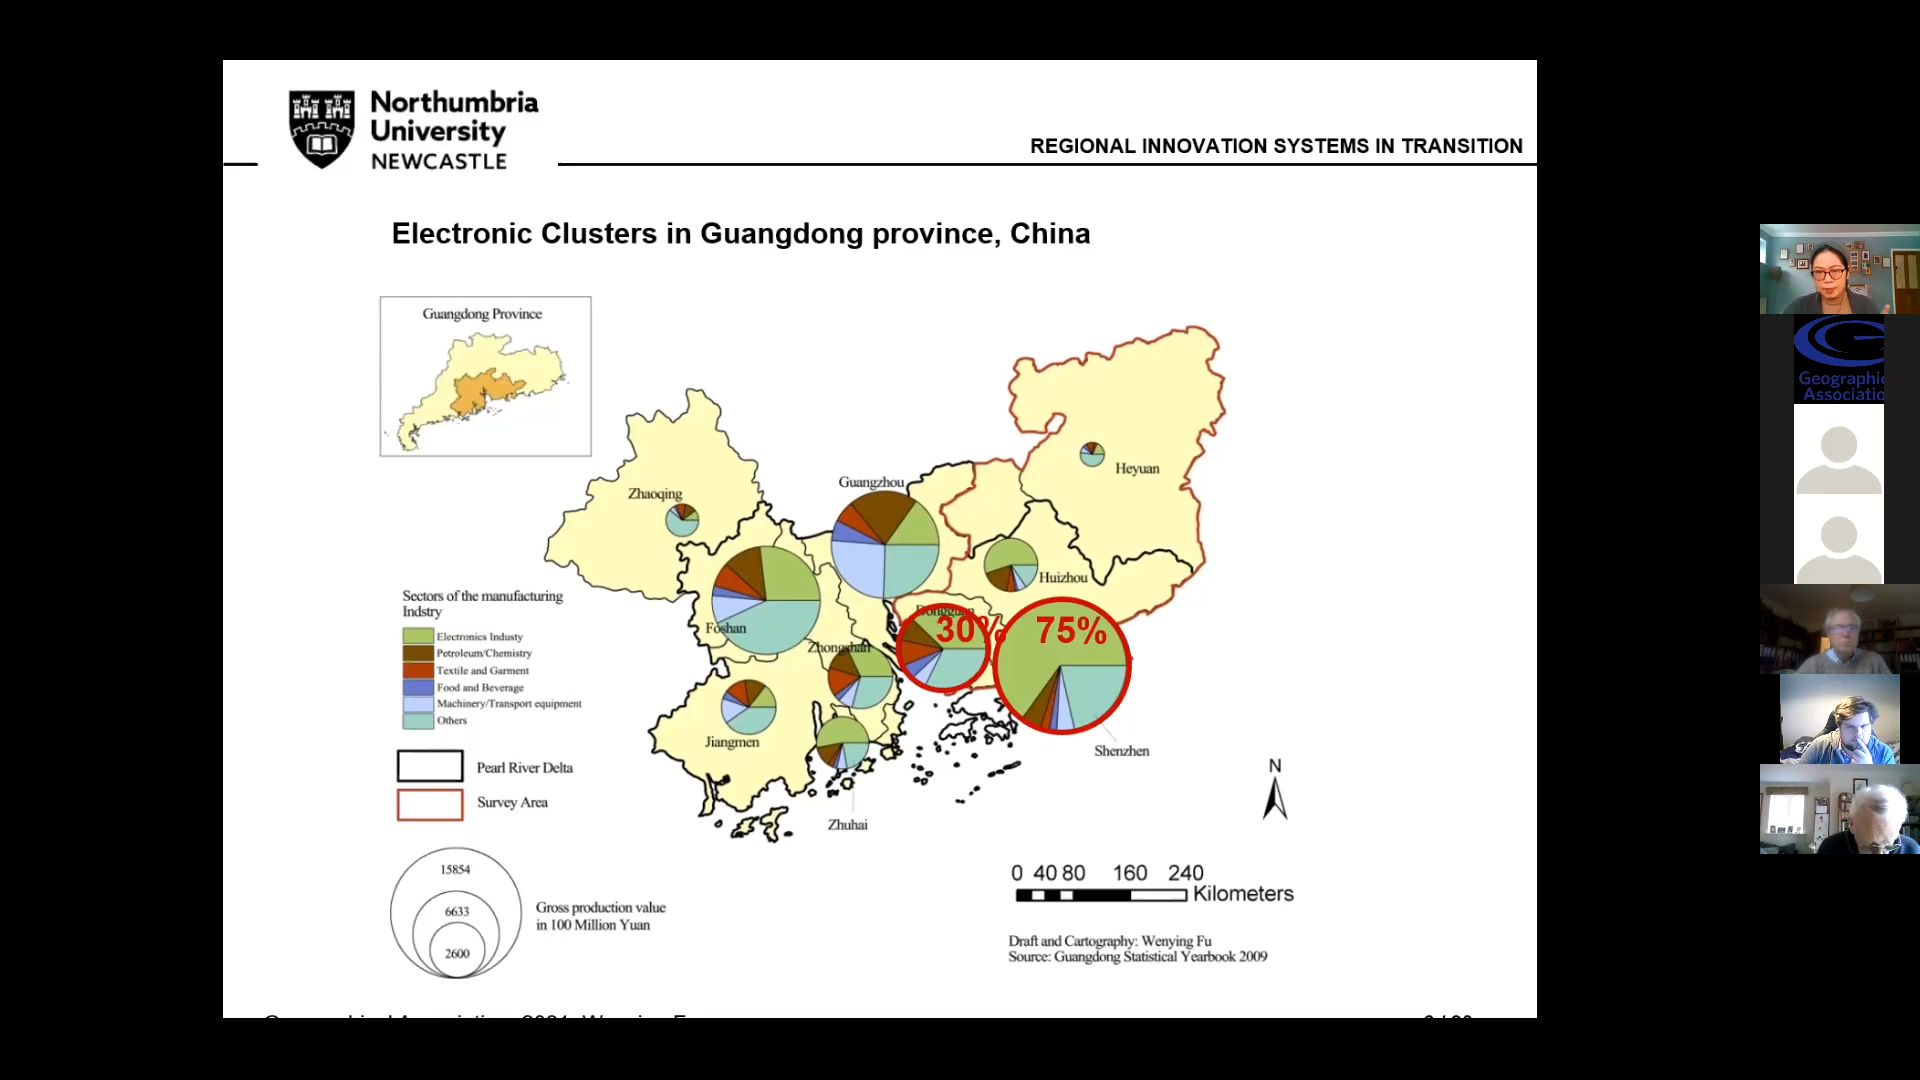 Northumbria
University
NEWCASTLE
REGIONAL INNOVATION SYSTEMS IN TRANSITION
Electronic Clusters in Guangdong province, China
Guangdong Province
Heyuan
Guangzhou
Zhaoqing
Huizhou
Sectors of the manufacturing
Indstry
Electronics Industy
Petroleum/Chemistry
Textile and Garment
Food and Beverage
Machinery/Transport equipment
Others
Dongguan
30%
75%
Foshan
Zhongshan
Jiangmen
Shenzhen
Zhuhai
Pearl River Delta
Survey Area
N
15854
6633
2600
Gross production value
in 100 Million Yuan
0 40 80 160 240
Kilometers
Draft and Cartography: Wenying Fu
Source: Guangdong Statistical Yearbook 2009
G
Geographic
Associatio